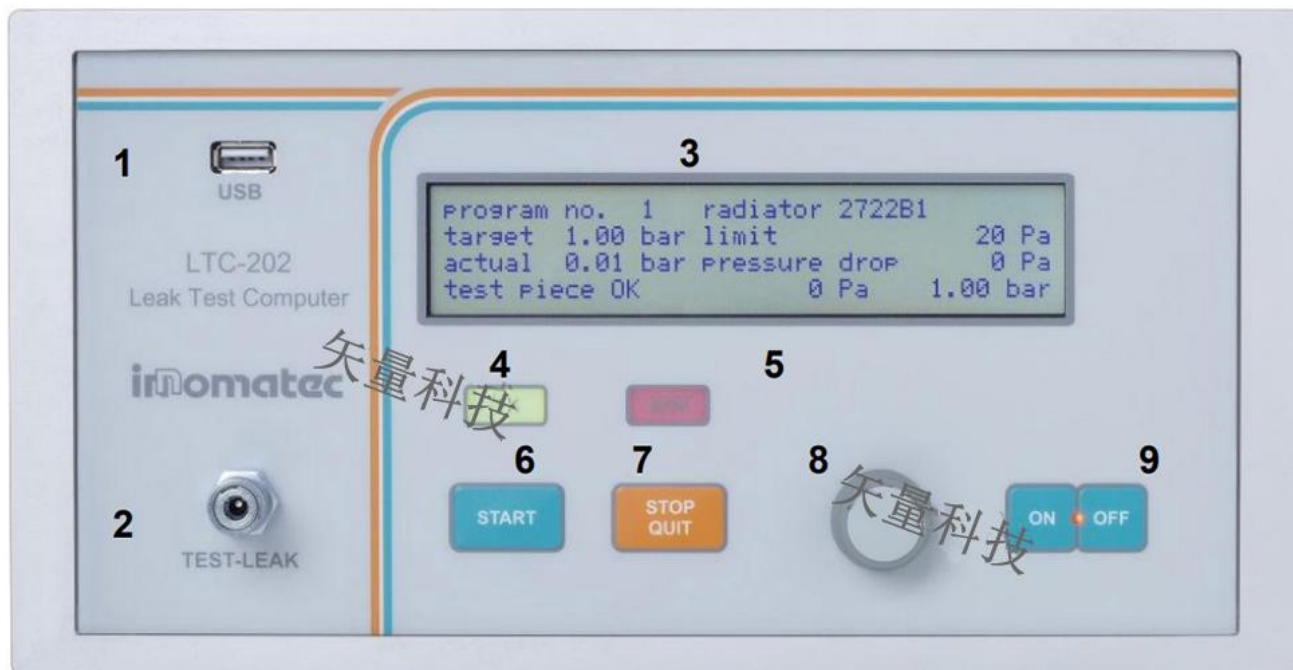 1
USB
LTC-202
Leak Test Computer
innomatec
2
TEST-LEAK
3
program no. 1 radiator 2722B1
target 1.00 bar limit 20 Pa
actual 0.01 bar pressure drop 0 Pa
test piece OK 0 Pa 1.00 bar
4
5
矢量科技
6
7
8
9
START
STOP
QUIT
矢量科技
ON
OFF